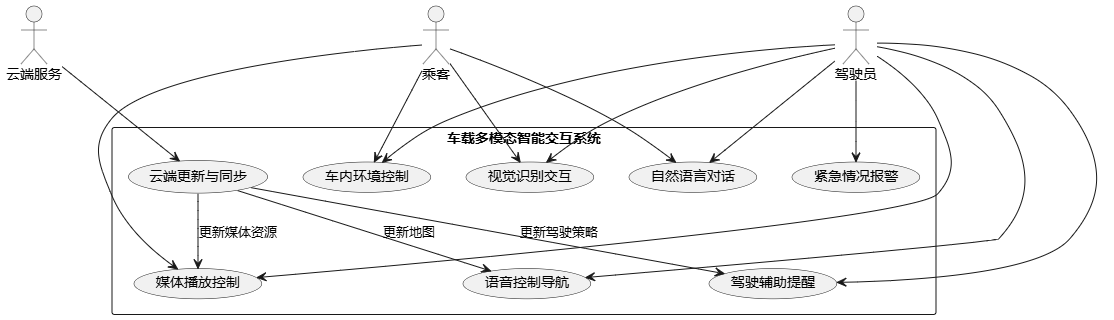 云端服务
乘客
驾驶员
车载多模态智能交互系统
云端更新与同步
车内环境控制
视觉识别交互
自然语言对话
紧急情况报警
更新媒体资源
更新地图
更新驾驶策略
媒体播放控制
语音控制导航
驾驶辅助提醒